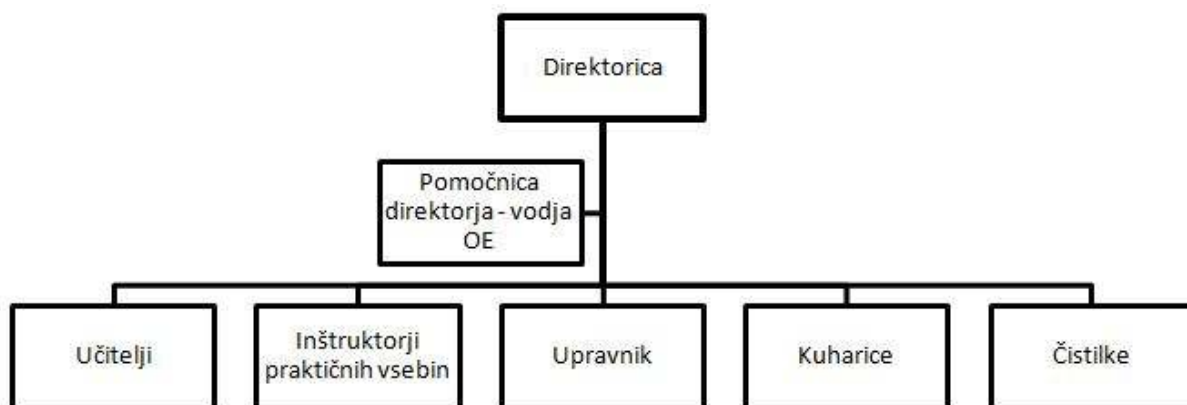 Direktorica
Pomočnica
direktorja - vodja
OE
Učitelji
Inštruktorji
praktičnih vsebin
Upravnik
Kuharice
Čistilke